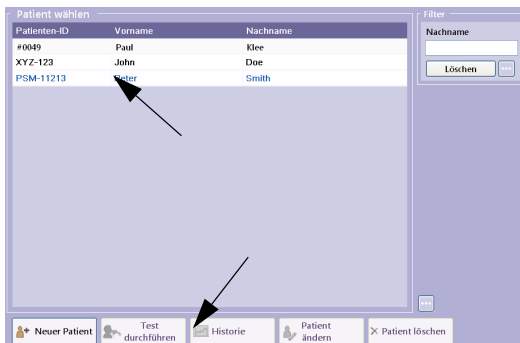 Patient wählen
Patienten-ID Vorname Nachname
#0049 Paul Klee
XYZ-123 John Doe
PSM-11213 Peter Smith
Filter
Nachname
Löschen ...
...
Neuer Patient
Test
durchführen
Historie
Patient
ändern
Patient löschen